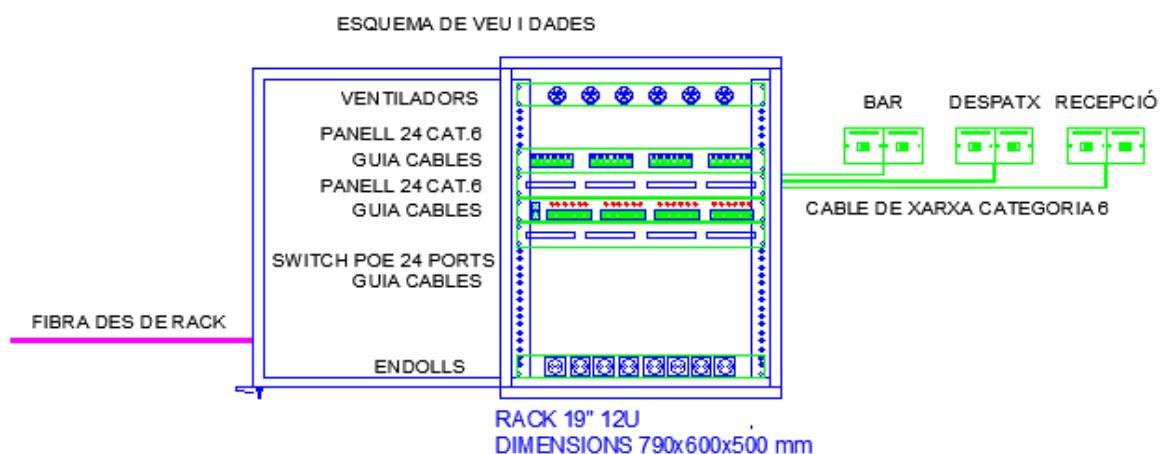 ESQUEMA DE VEU I DADES
VENTILADORS
PANELL 24 CAT.6
GUIA CABLES
PANELL 24 CAT.6
GUIA CABLES
SWITCH POE 24 PORTS
GUIA CABLES
FIBRA DES DE RACK
ENDOLLS
BAR DESPATX RECEPCIÓ
CABLE DE XARXA CATEGORIA 6
RACK 19" 12U
DIMENSIONS 790x600x500 mm